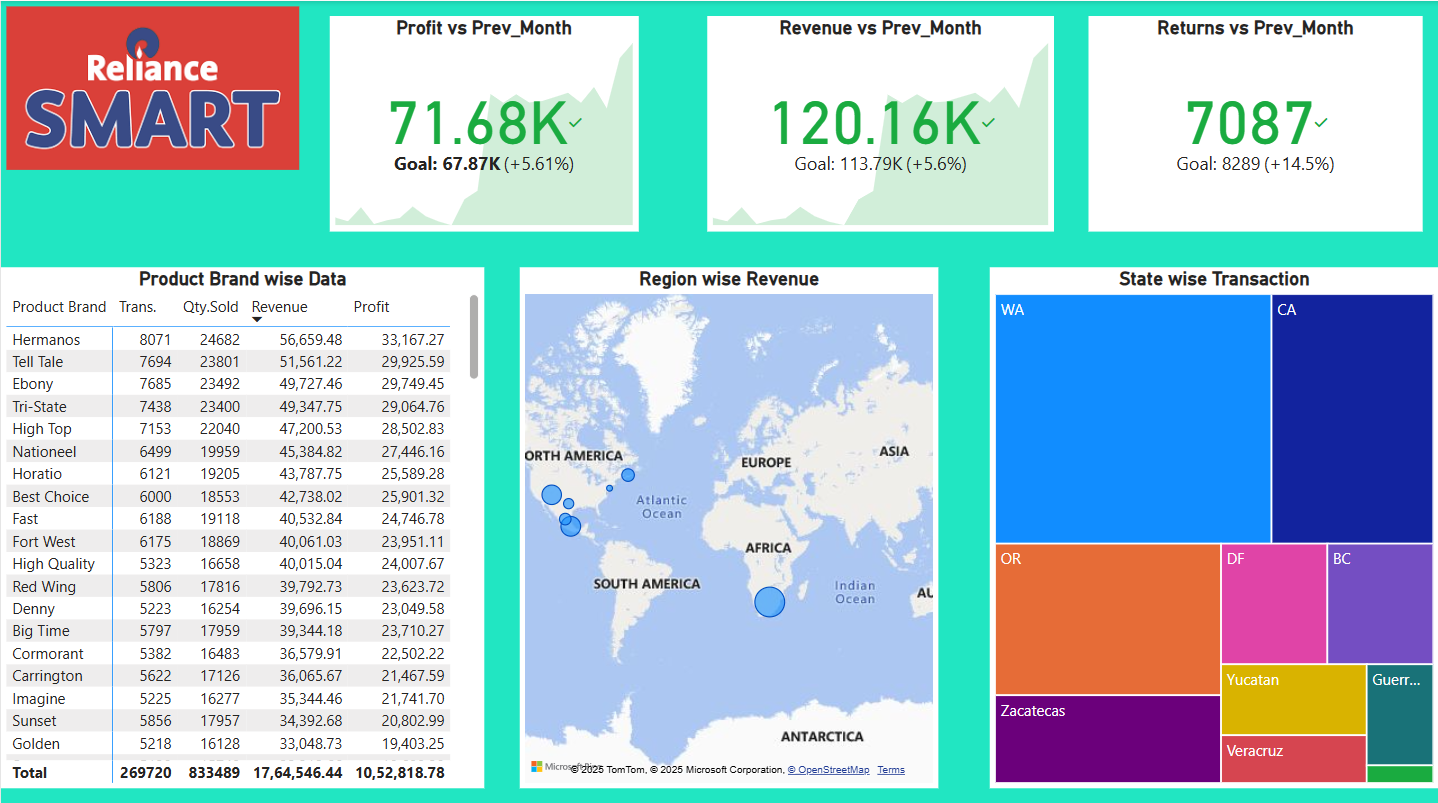 Reliance
SMART
Profit vs Prev_Month
71.68K
Goal: 67.87K (+5.61%)
Revenue vs Prev_Month
120.16K
Goal: 113.79K (+5.6%)
Returns vs Prev_Month
7087
Goal: 8289 (+14.5%)
Product Brand wise Data
Product Brand Trans. Qty.Sold Revenue Profit
Hermanos 8071 24682 56,659.48 33,167.27
Tell Tale 7694 23801 51,561.22 29,925.59
Ebony 7685 23492 49,727.46 29,749.45
Tri-State 7438 23400 49,347.75 29,064.76
High Top 7153 22040 47,200.53 28,502.83
Nationeel 6499 19959 45,384.82 27,446.16
Horatio 6121 19205 43,787.75 25,589.28
Best Choice 6000 18553 42,738.02 25,901.32
Fast 6188 19118 40,532.84 24,746.78
Fort West 6175 18869 40,061.03 23,951.11
High Quality 5323 16658 40,015.04 24,007.67
Red Wing 5806 17816 39,792.73 23,623.72
Denny 5223 16254 39,696.15 23,049.58
Big Time 5797 17959 39,344.18 23,710.27
Cormorant 5382 16483 36,579.91 22,502.22
Carrington 5622 17126 36,065.67 21,467.59
Imagine 5225 16277 35,344.46 21,741.70
Sunset 5856 17957 34,392.68 20,802.99
Golden 5218 16128 33,048.73 19,403.25
Total 269720 833489 17,64,546.44 10,52,818.78
Region wise Revenue
ORTH AMERICA
EUROPE
ASIA
Atlantic
Ocean
AFRICA
SOUTH AMERICA
Indian
Ocean
AU
ANTARCTICA
Microsoft
© 2025 TomTom, © 2025 Microsoft Corporation, © OpenStreetMap Terms
State wise Transaction
WA
CA
OR
DF
BC
Zacatecas
Yucatan
Guerr...
Veracruz